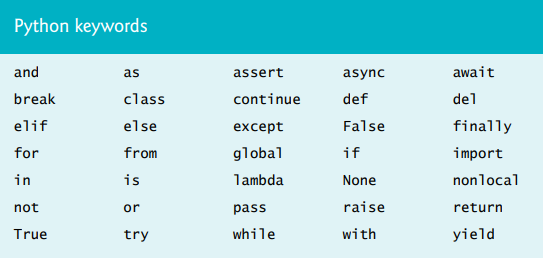 Python keywords
and as assert async await
break class continue def del
elif else except False finally
for from global if import
in is lambda None nonlocal
not or pass raise return
True try while with yield